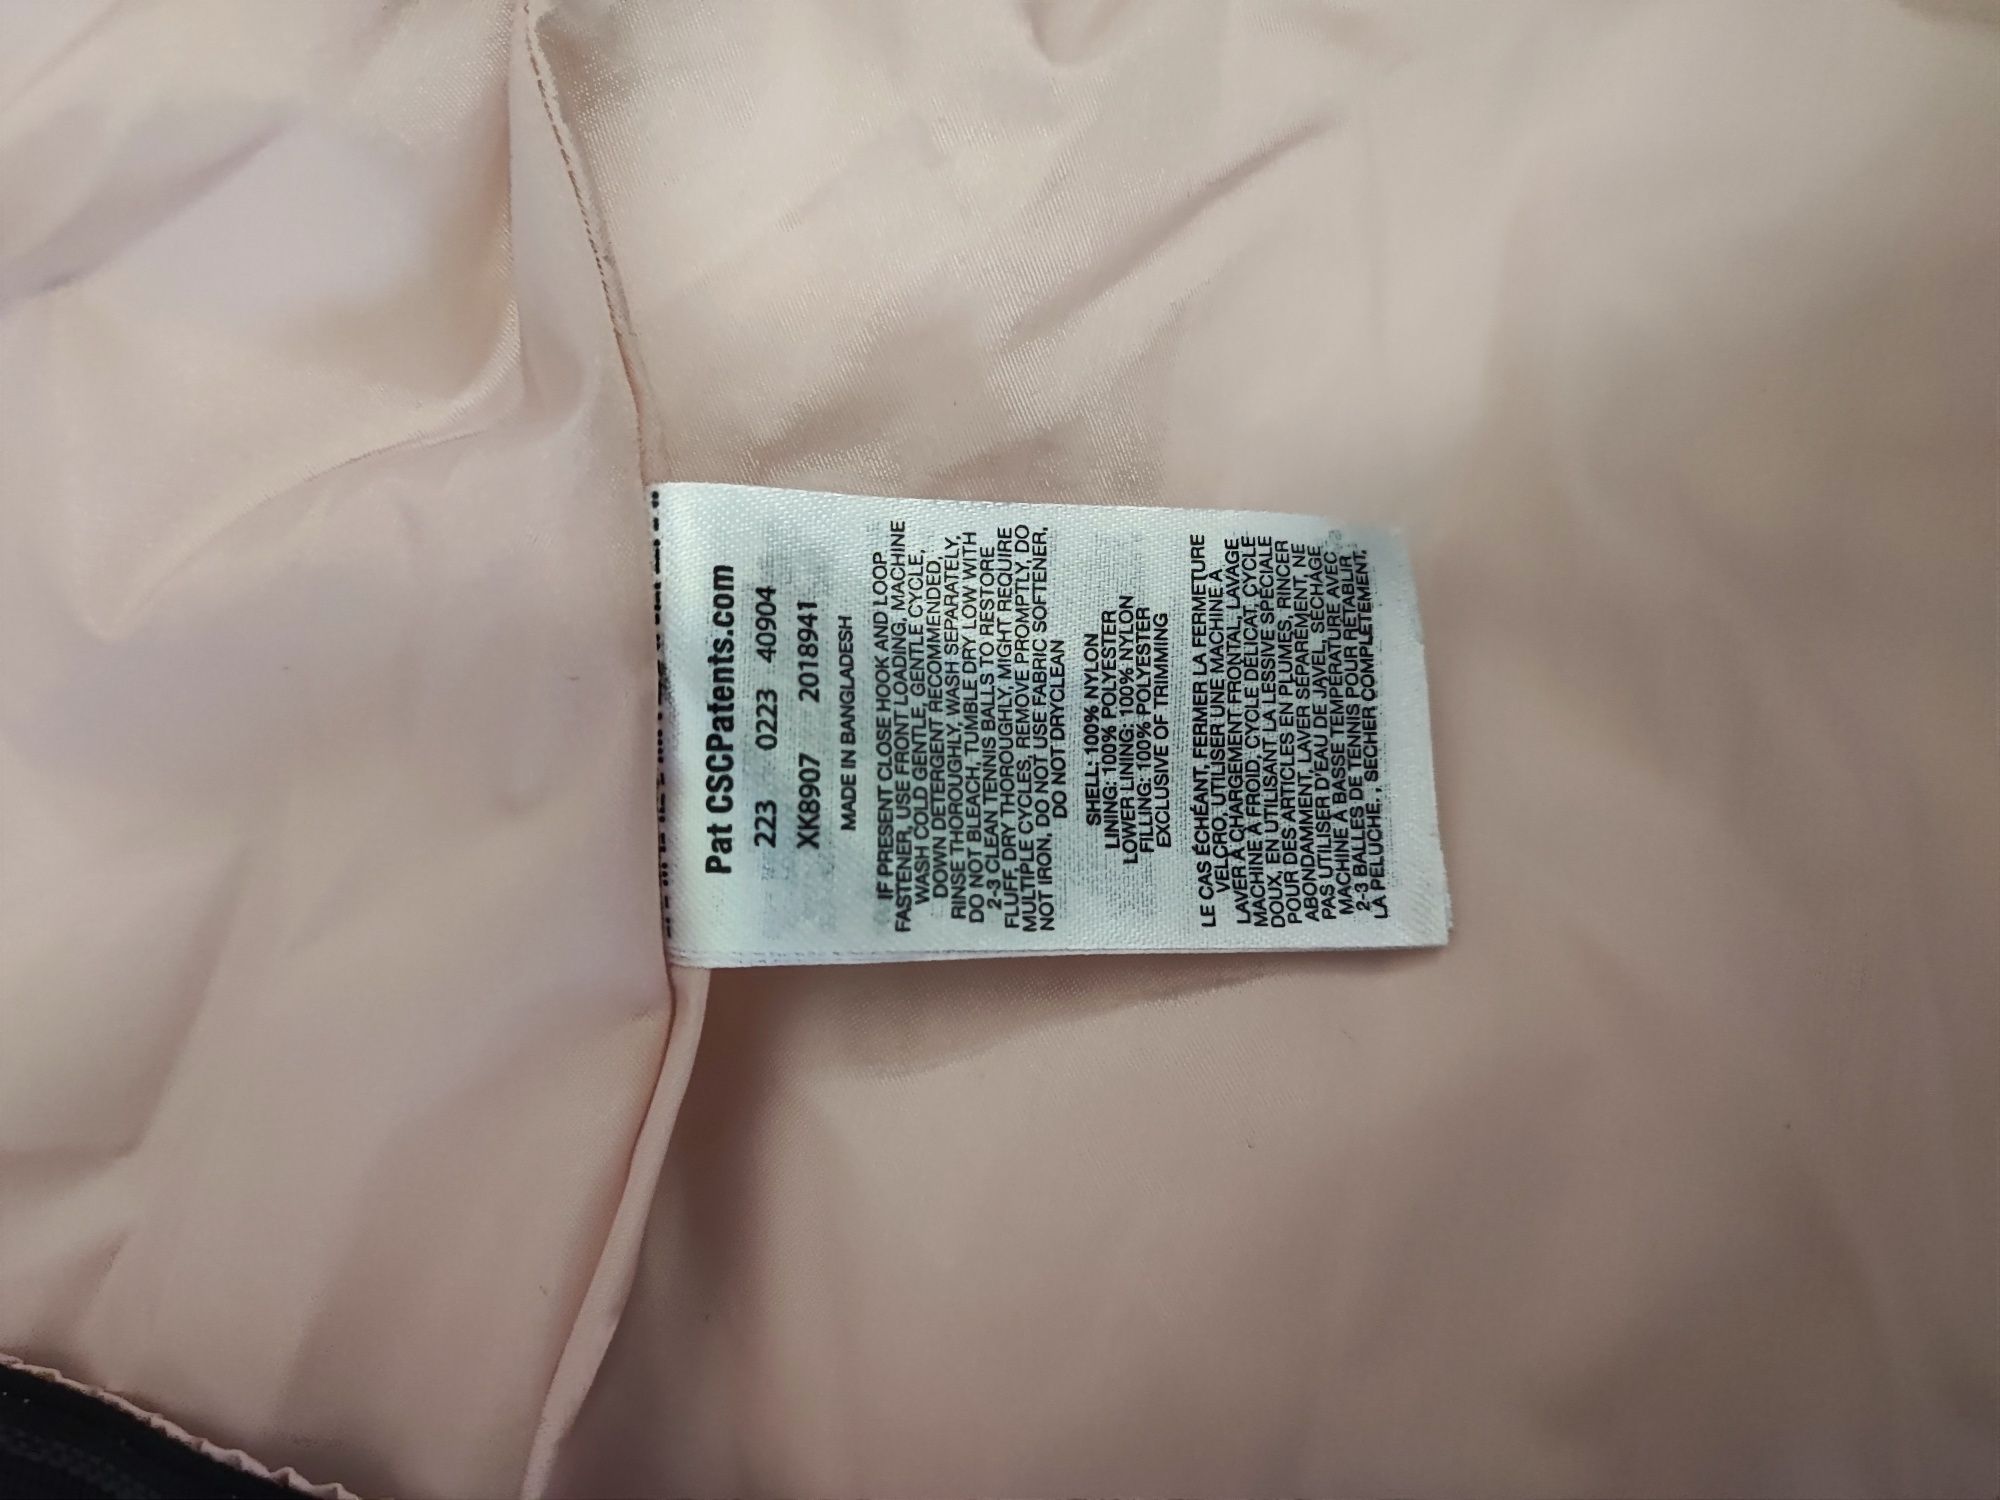 Pat CSCPatents.com
223 0223 40904
XK8907 2018941
MADE IN BANGLADESH
IF PRESENT CLOSE HOOK AND LOOP
FASTENER, USE FRONT LOADING, MACHINE
WASH COLD GENTLE, GENTLE CYCLE,
DOWN DETERGENT RECOMMENDED,
RINSE THOROUGHLY, WASH SEPARATELY,
DO NOT BLEACH, TUMBLE DRY LOW WITH
2-3 CLEAN TENNIS BALLS TO RESTORE
FLUFF, DRY THOROUGHLY, MIGHT REQUIRE
MULTIPLE CYCLES, REMOVE PROMPTLY, DO
NOT IRON, DO NOT USE FABRIC SOFTENER,
DO NOT DRYCLEAN
SHELL: 100% NYLON
LINING: 100% POLYESTER
LOWER LINING: 100% NYLON
FILLING: 100% POLYESTER
EXCLUSIVE OF TRIMMING
LE CAS ÉCHÉANT, FERMER LA FERMETURE
VELCRO, UTILISER UNE MACHINE À
LAVER À CHARGEMENT FRONTAL, LAVAGE
MACHINE À FROID, CYCLE DÉLICAT, CYCLE
DOUX, EN UTILISANT LA LESSIVE SPÉCIALE
POUR DES ARTICLES EN PLUMES, RINCER
ABONDAMMENT, LAVER SÉPARÉMENT, NE
PAS UTILISER D'EAU DE JAVEL, SÉCHAGE
MACHINE À BASSE TEMPÉRATURE AVEC
2-3 BALLES DE TENNIS POUR RÉTABLIR
LA PELUCHE, , SÉCHER COMPLÈTEMENT,